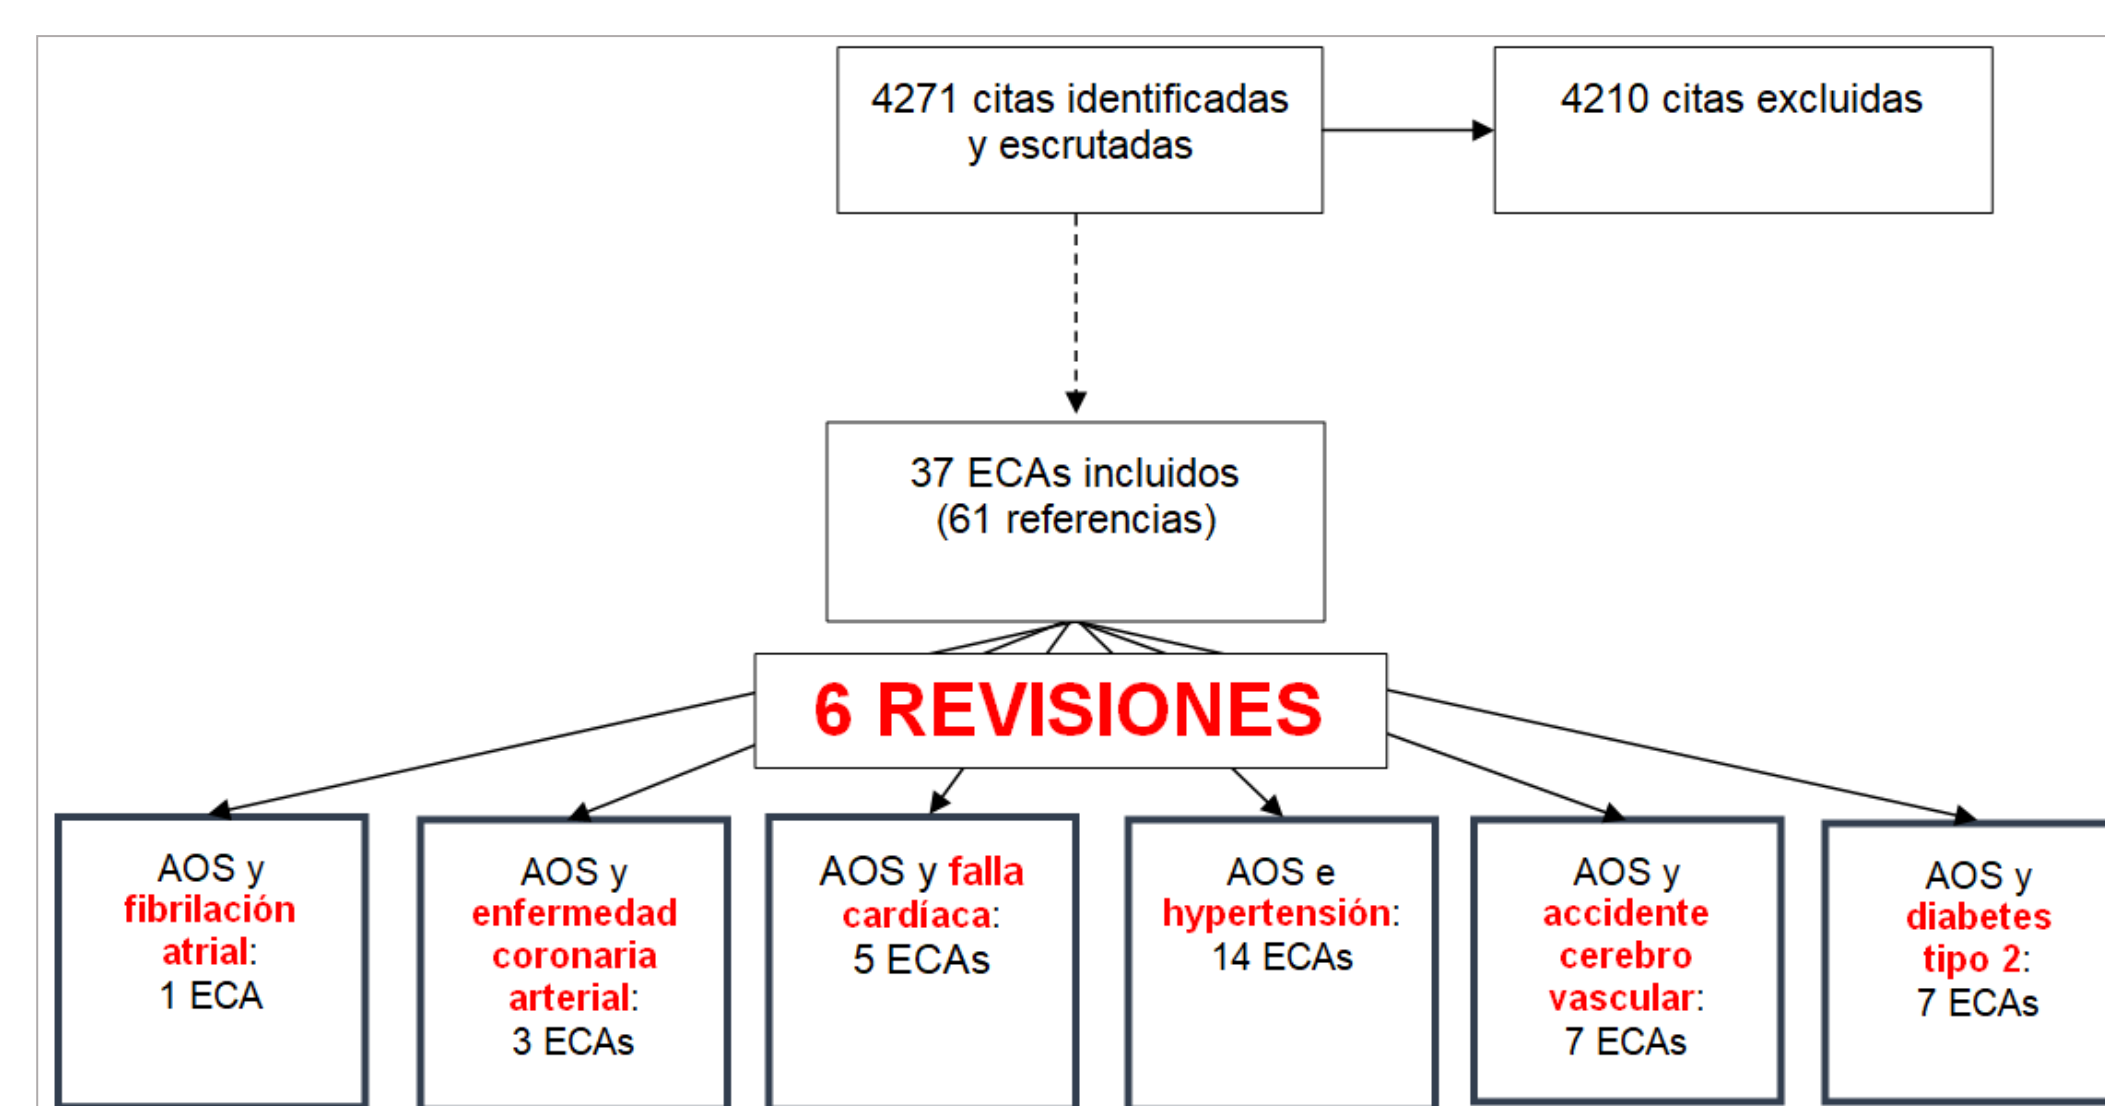 4271 citas identificadas
y escrutadas
4210 citas excluidas
37 ECAs incluidos
(61 referencias)
6 REVISIONES
AOS y
fibrilación
atrial:
1 ECA
AOS y
enfermedad
coronaria
arterial:
3 ECAs
AOS y falla
cardíaca:
5 ECAs
AOS e
hypertensión:
14 ECAs
AOS y
accidente
cerebro
vascular:
7 ECAs
AOS y
diabetes
tipo 2:
7 ECAs